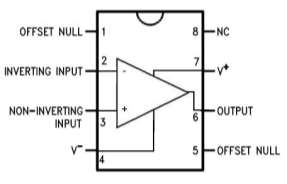 OFFSET NULL 1
8 NC
INVERTING INPUT 2
-
7 V+
NON-INVERTING
INPUT 3
+
6 OUTPUT
V- 4
5 OFFSET NULL